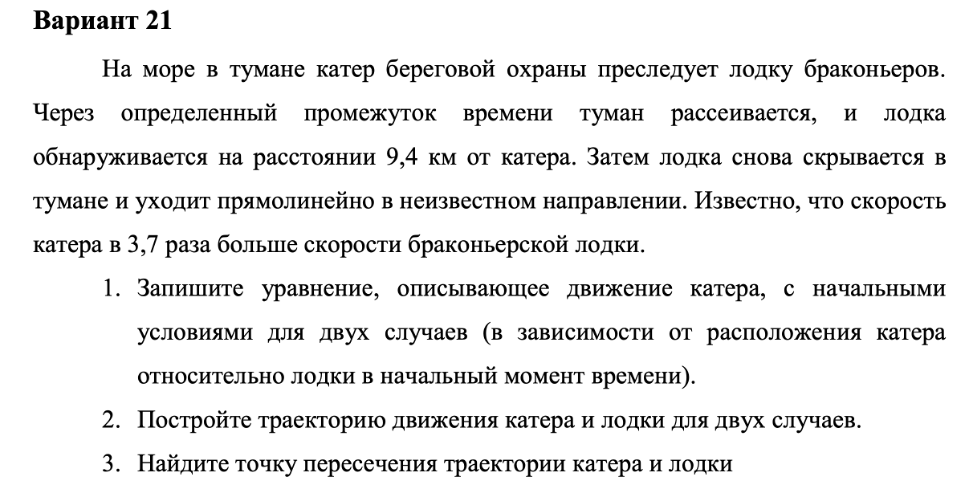 Вариант 21
На море в тумане катер береговой охраны преследует лодку браконьеров.
Через определенный промежуток времени туман рассеивается, и лодка
обнаруживается на расстоянии 9,4 км от катера. Затем лодка снова скрывается в
тумане и уходит прямолинейно в неизвестном направлении. Известно, что скорость
катера в 3,7 раза больше скорости браконьерской лодки.
1. Запишите уравнение, описывающее движение катера, с начальными
условиями для двух случаев (в зависимости от расположения катера
относительно лодки в начальный момент времени).
2. Постройте траекторию движения катера и лодки для двух случаев.
3. Найдите точку пересечения траектории катера и лодки